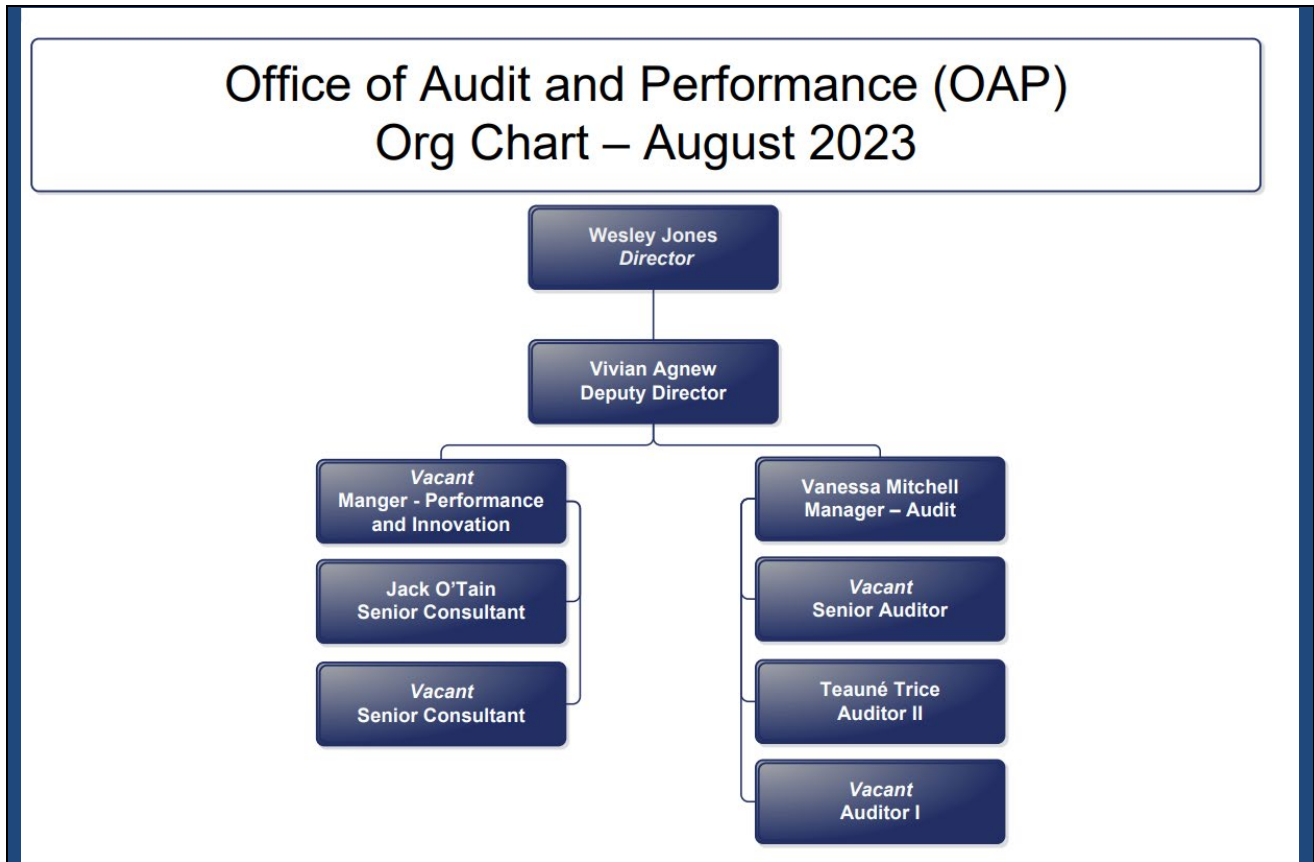 Office of Audit and Performance (OAP)
Org Chart – August 2023
Wesley Jones
Director
Vivian Agnew
Deputy Director
Vacant
Manger - Performance
and Innovation
Jack O'Tain
Senior Consultant
Vacant
Senior Consultant
Vanessa Mitchell
Manager – Audit
Vacant
Senior Auditor
Teauné Trice
Auditor II
Vacant
Auditor I